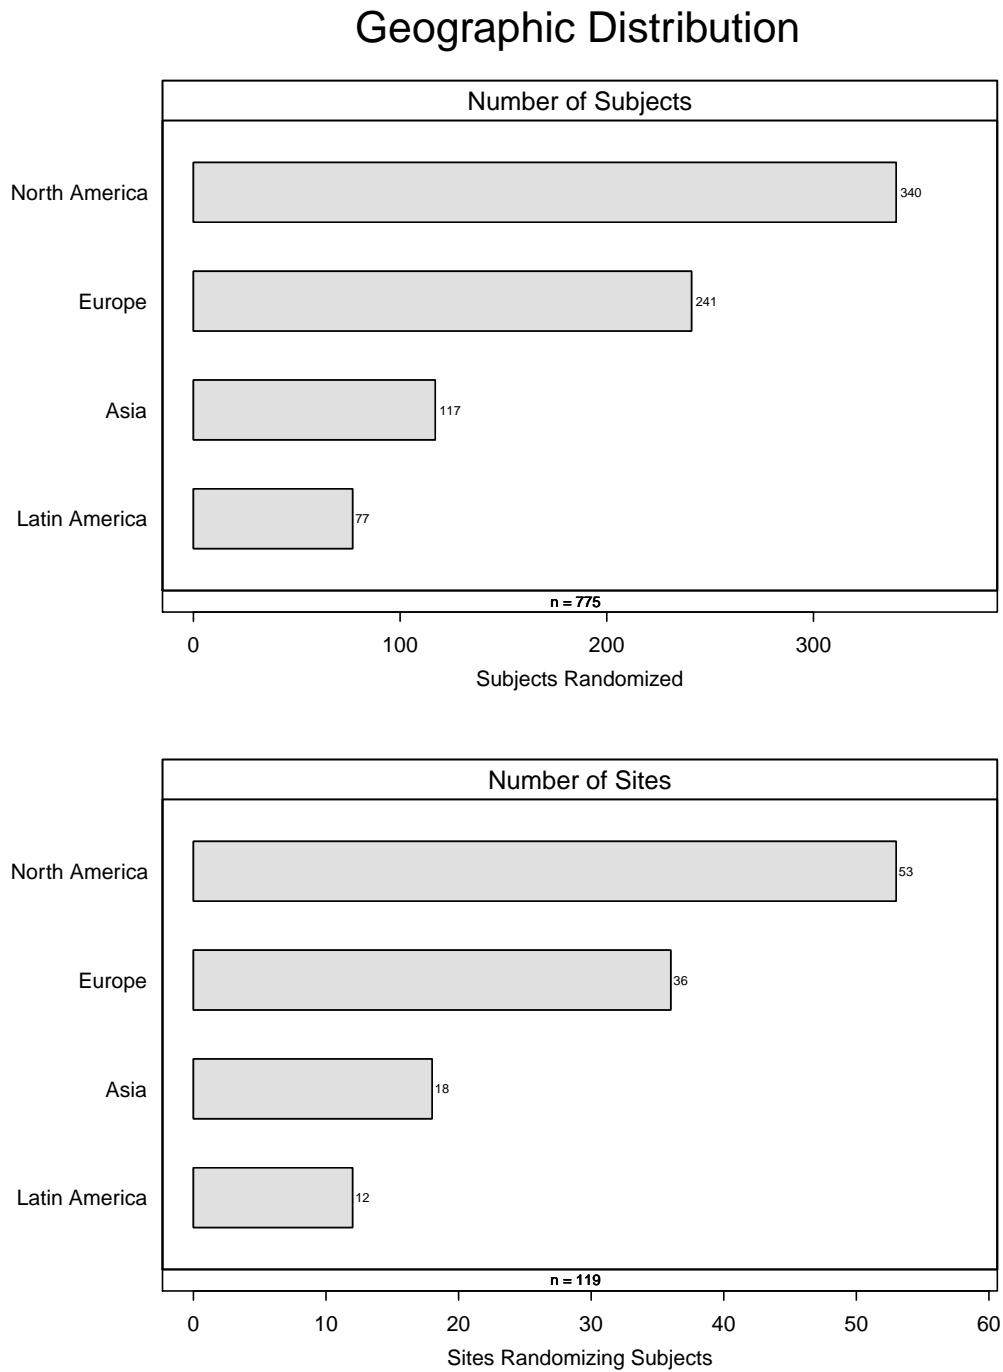 Geographic Distribution
Number of Subjects
North America 340
Europe 241
Asia 117
Latin America 77
n = 775
0 100 200 300
Subjects Randomized
Number of Sites
North America 53
Europe 36
Asia 18
Latin America 12
n = 119
0 10 20 30 40 50 60
Sites Randomizing Subjects